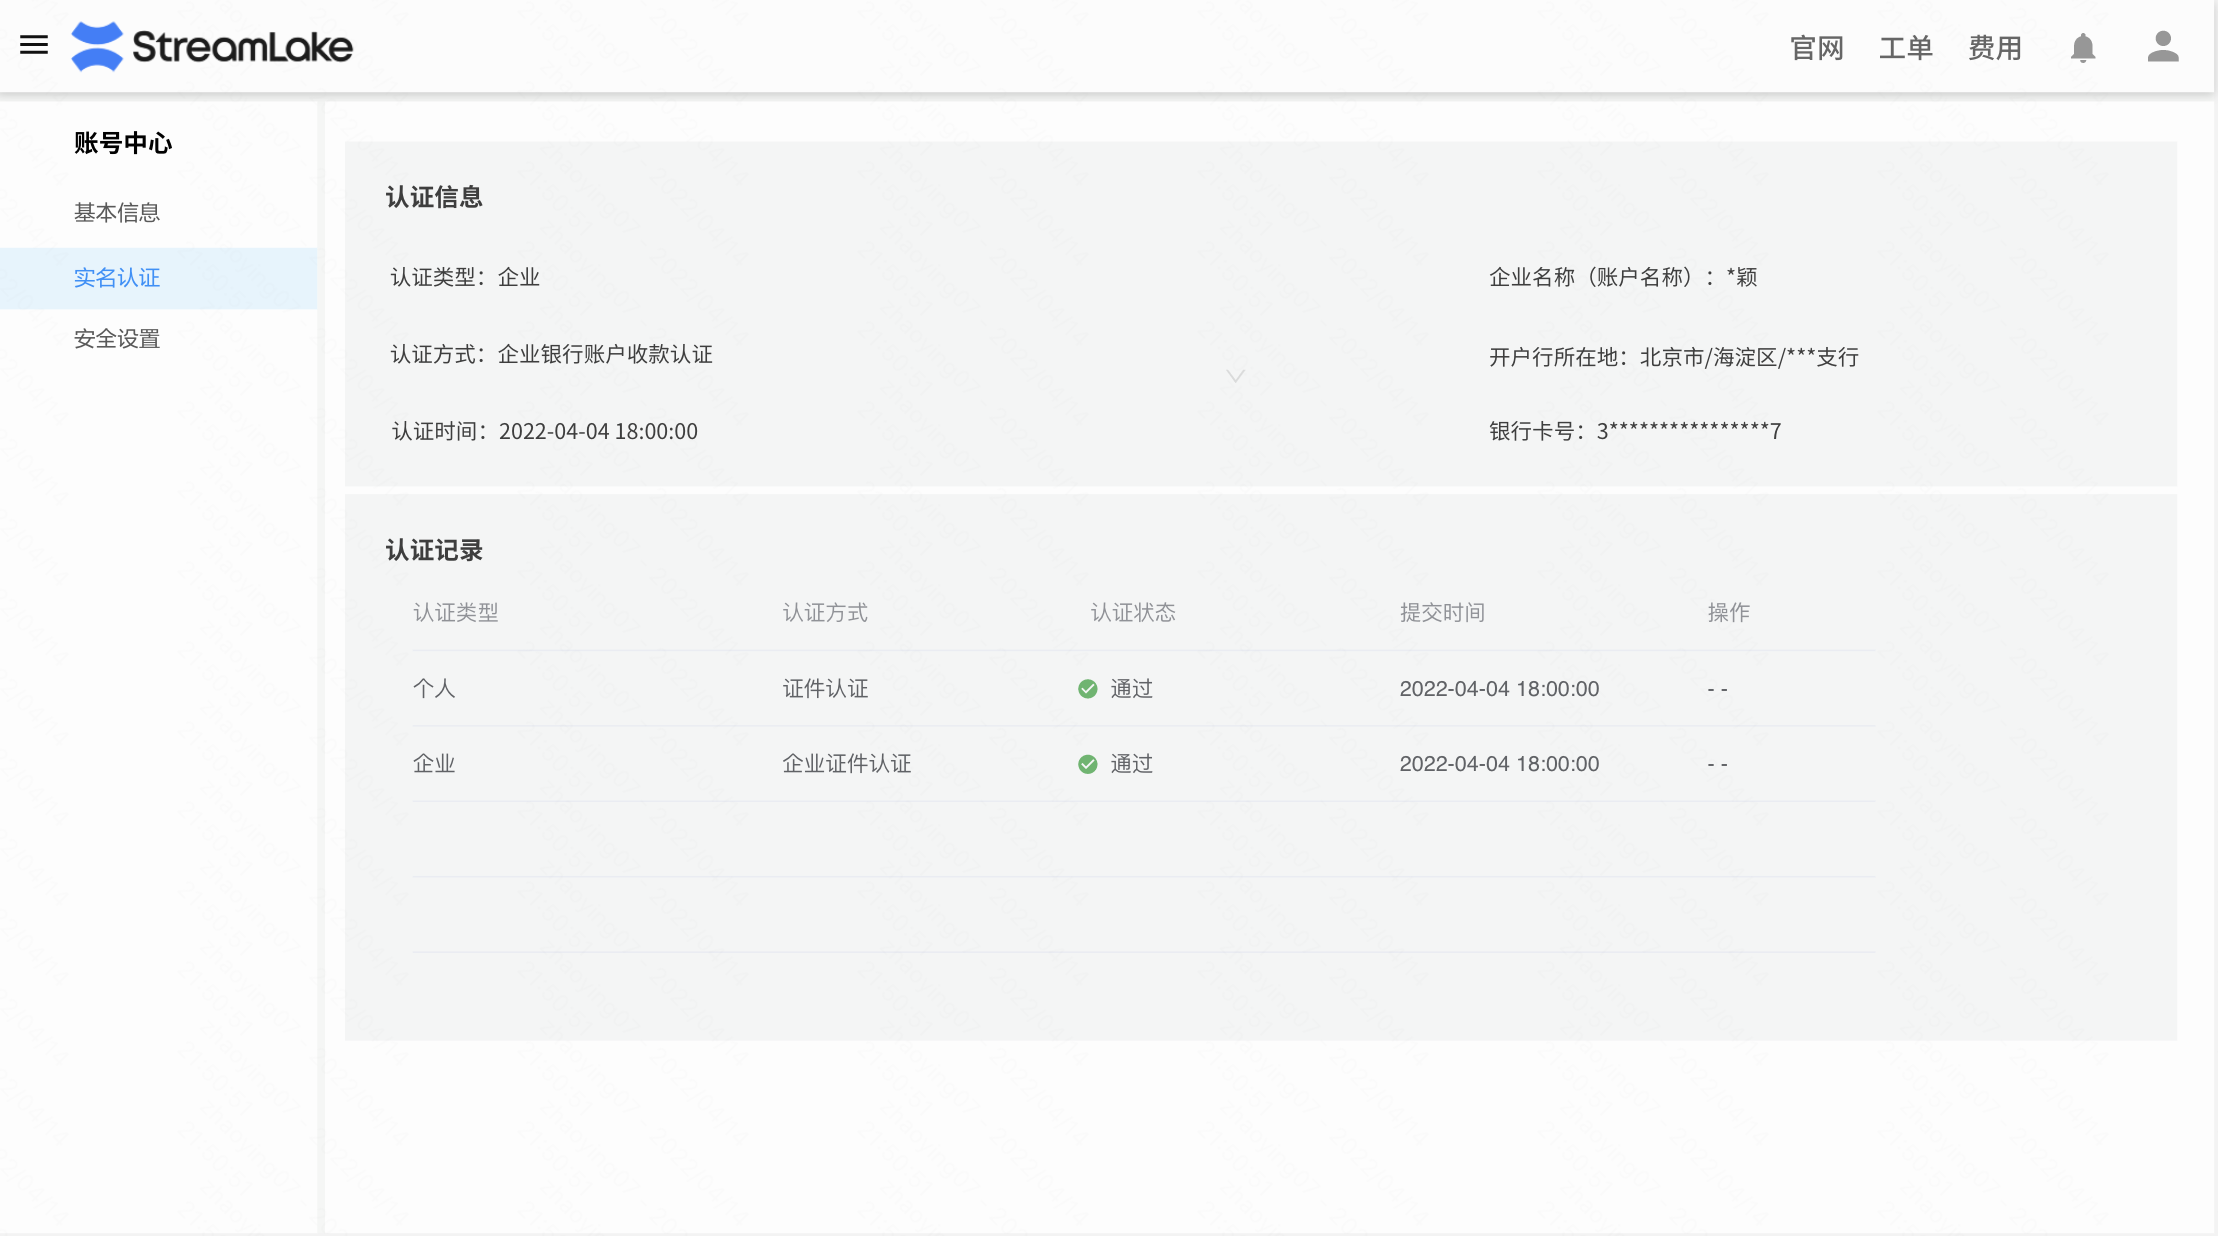 StreamLake
官网 工单 费用
账号中心
基本信息
实名认证
安全设置
认证信息
认证类型：企业 企业名称（账户名称）：*颖
认证方式：企业银行账户收款认证 开户行所在地：北京市/海淀区/***支行
认证时间：2022-04-04 18:00:00 银行卡号：3****************7
认证记录
认证类型 认证方式 认证状态 提交时间 操作
个人 证件认证 通过 2022-04-04 18:00:00 - -
企业 企业证件认证 通过 2022-04-04 18:00:00 - -